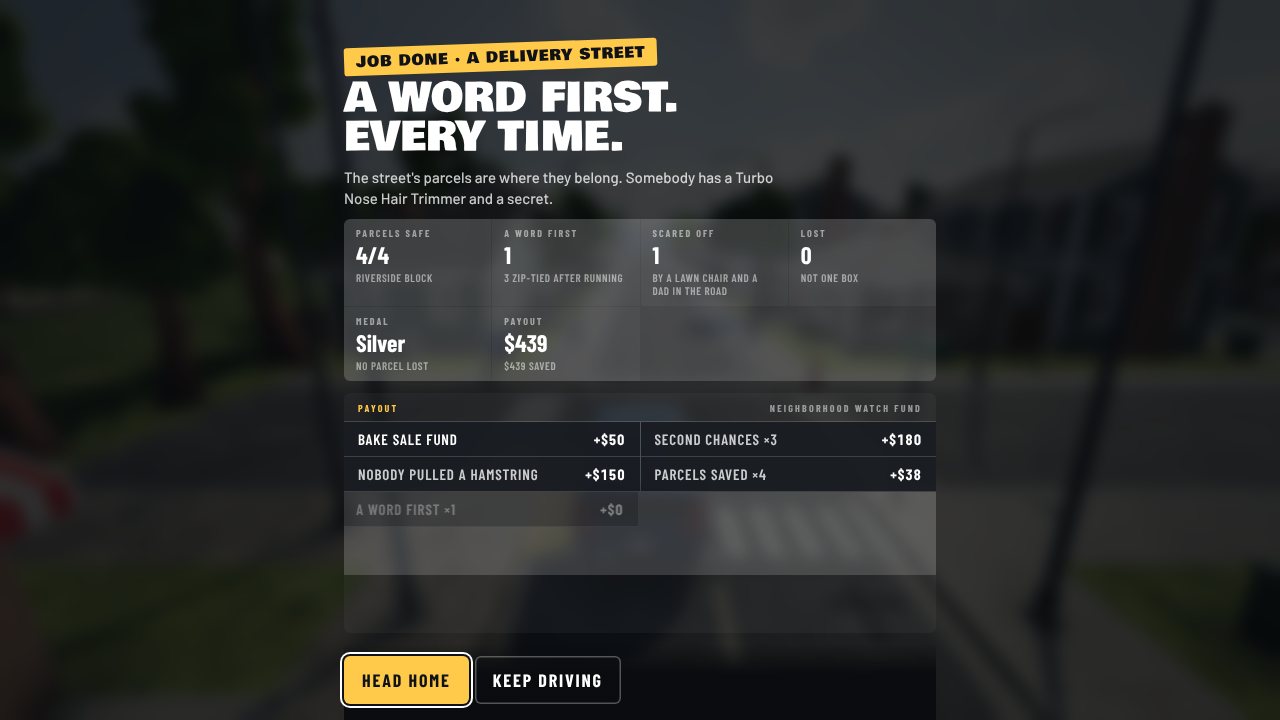 JOB DONE · A DELIVERY STREET
A WORD FIRST.
EVERY TIME.
The street's parcels are where they belong. Somebody has a Turbo
Nose Hair Trimmer and a secret.
PARCELS SAFE
4/4
RIVERSIDE BLOCK
A WORD FIRST
1
3 ZIP-TIED AFTER RUNNING
SCARED OFF
1
BY A LAWN CHAIR AND A
DAD IN THE ROAD
LOST
0
NOT ONE BOX
MEDAL
Silver
NO PARCEL LOST
PAYOUT
$439
$439 SAVED
PAYOUT
NEIGHBORHOOD WATCH FUND
BAKE SALE FUND +$50
SECOND CHANCES ×3 +$180
NOBODY PULLED A HAMSTRING +$150
PARCELS SAVED ×4 +$38
A WORD FIRST ×1 +$0
HEAD HOME
KEEP DRIVING